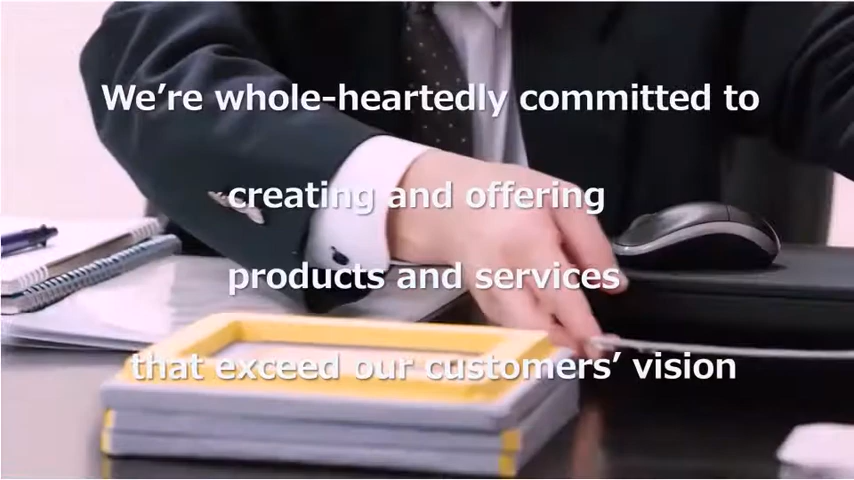 We’re whole-heartedly committed to
creating and offering
products and services
that exceed our customers’ vision